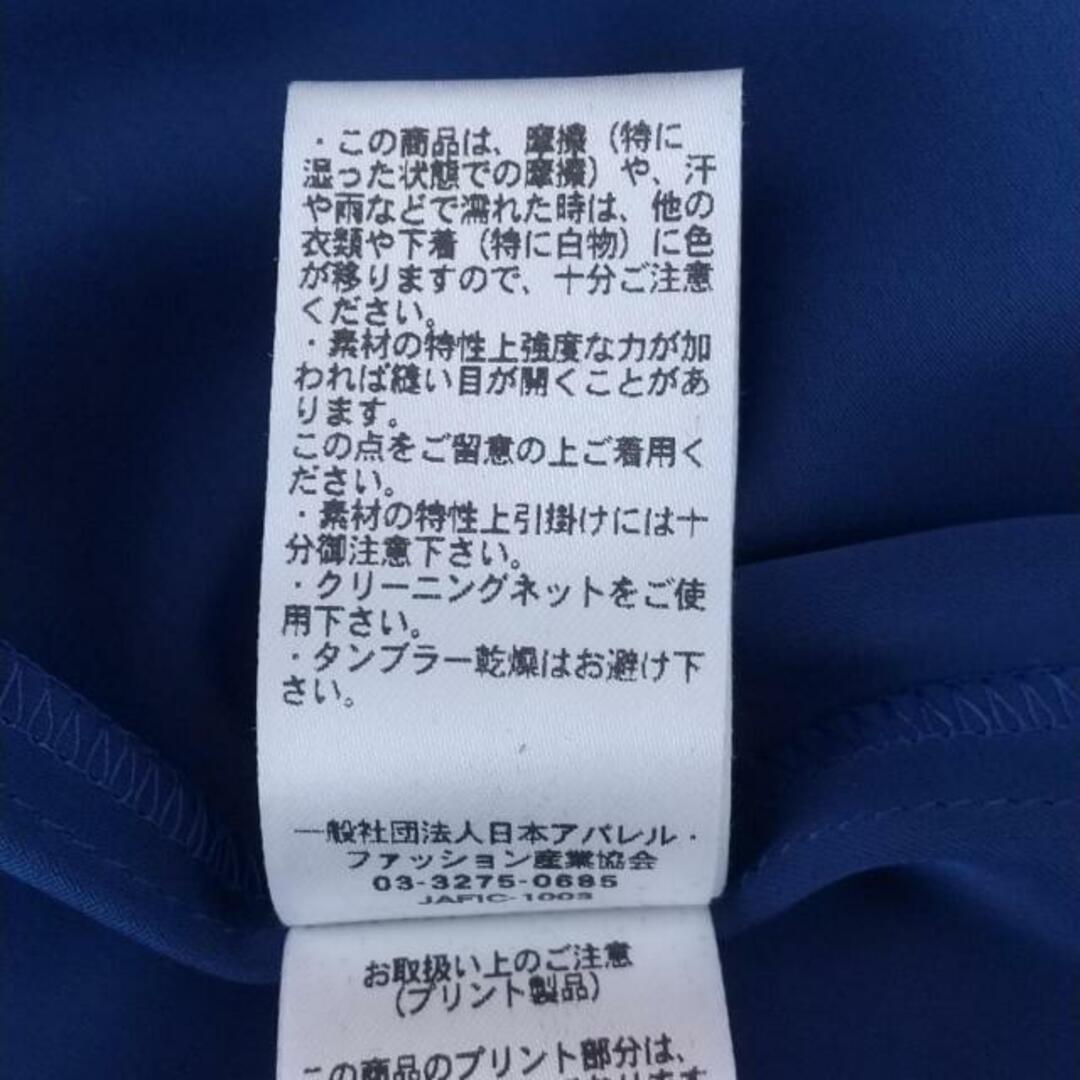 ・この商品は、摩擦（特に
湿った状態での摩擦）や、汗
や雨などで濡れた時は、他の
衣類や下着（特に白物）に色
が移りますので、十分ご注意
ください。
・素材の特性上強度な力が加
われば縫い目が開くことがあ
ります。
この点をご留意の上ご着用く
ださい。
・素材の特性上引掛けには十
分御注意下さい。
・クリーニングネットをご使
用下さい。
・タンブラー乾燥はお避け下
さい。
一般社団法人日本アパレル・
ファッション産業協会
03-3275-0685
JAFIC-1003
お取扱い上のご注意
(プリント製品)
この商品のプリント部分は、